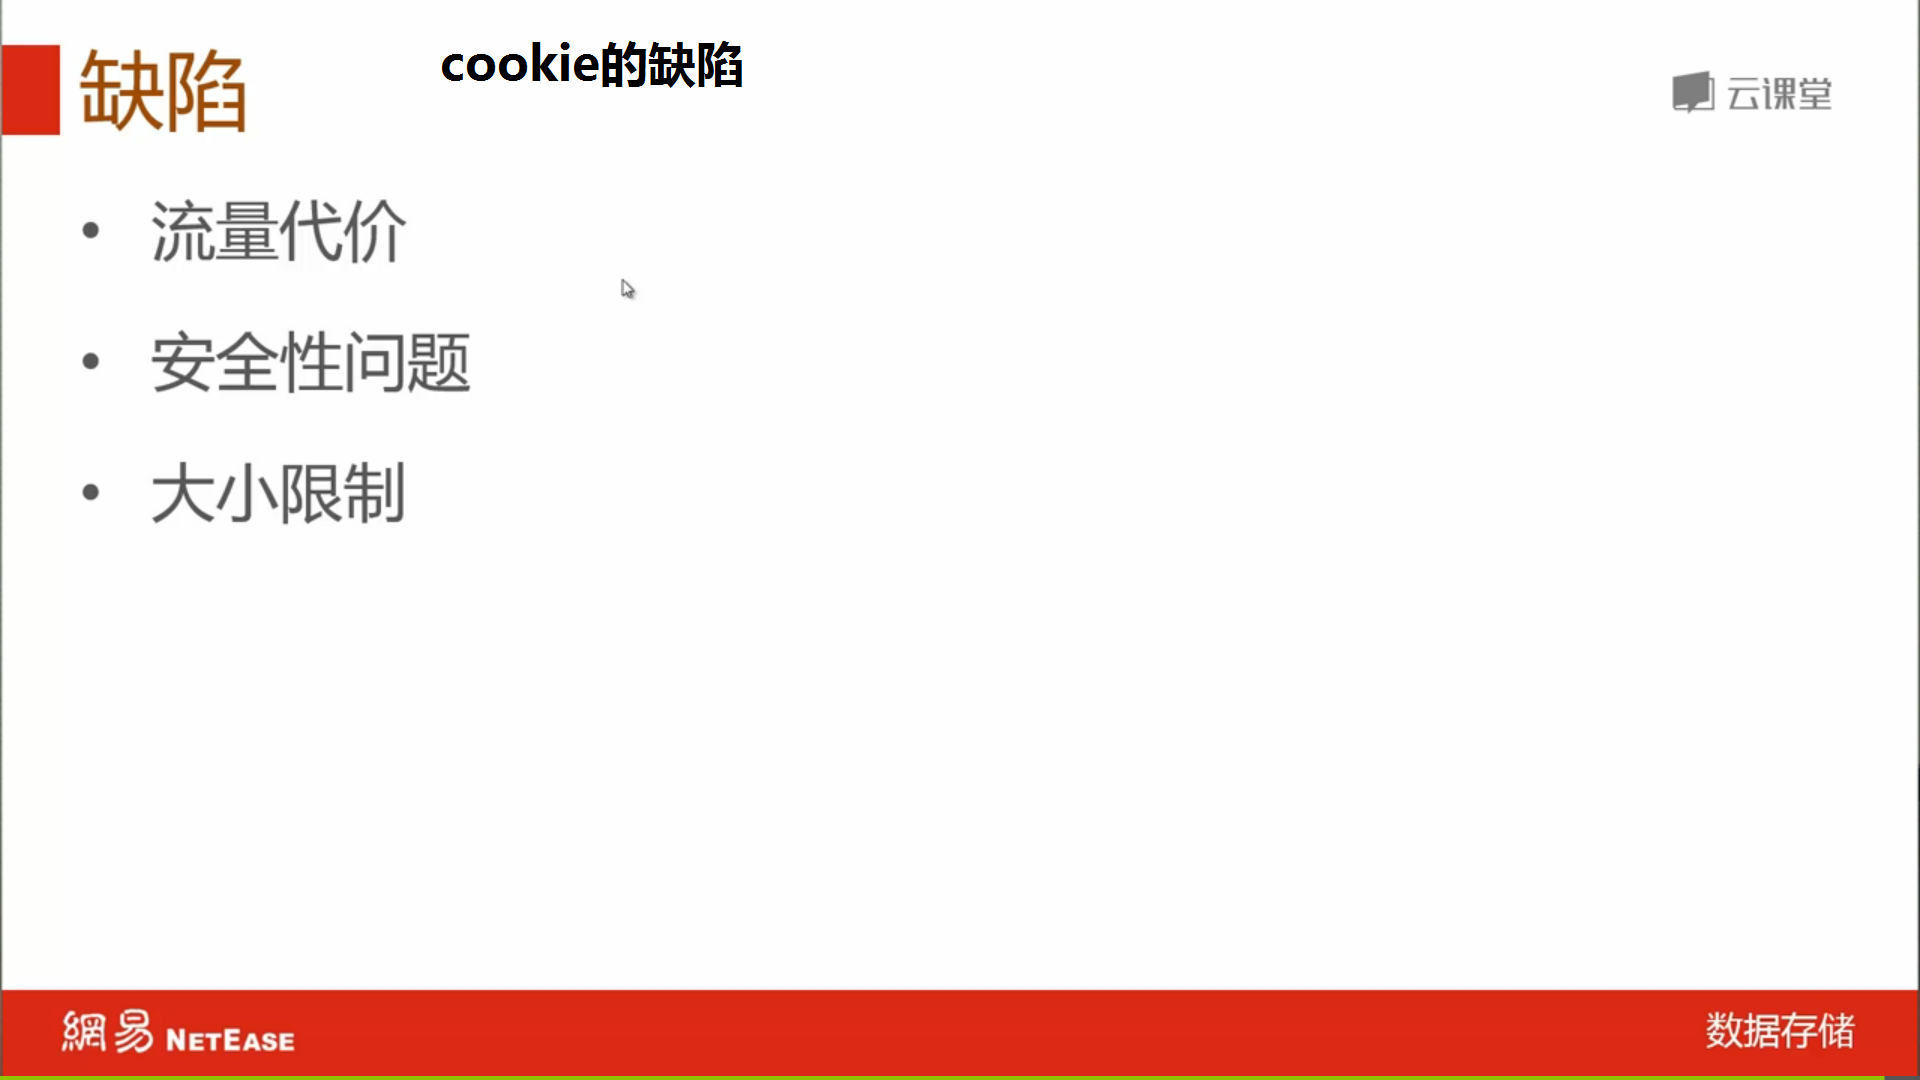 缺陷
cookie的缺陷
云课堂
• 流量代价
• 安全性问题
• 大小限制
網易 NETEASE
数据存储